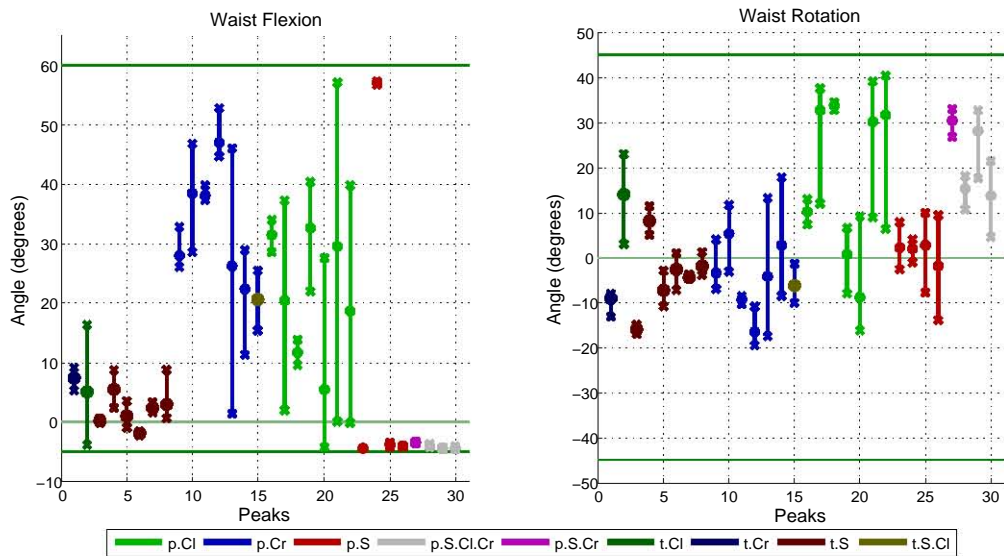 Waist Flexion
60
50
40
30
20
10
0
−10
0 5 10 15 20 25 30
Angle (degrees)
Peaks
Waist Rotation
50
40
30
20
10
0
−10
−20
−30
−40
−50
0 5 10 15 20 25 30
Angle (degrees)
Peaks
p.Cl p.Cr p.S p.S.Cl.Cr p.S.Cr t.Cl t.Cr t.S t.S.Cl